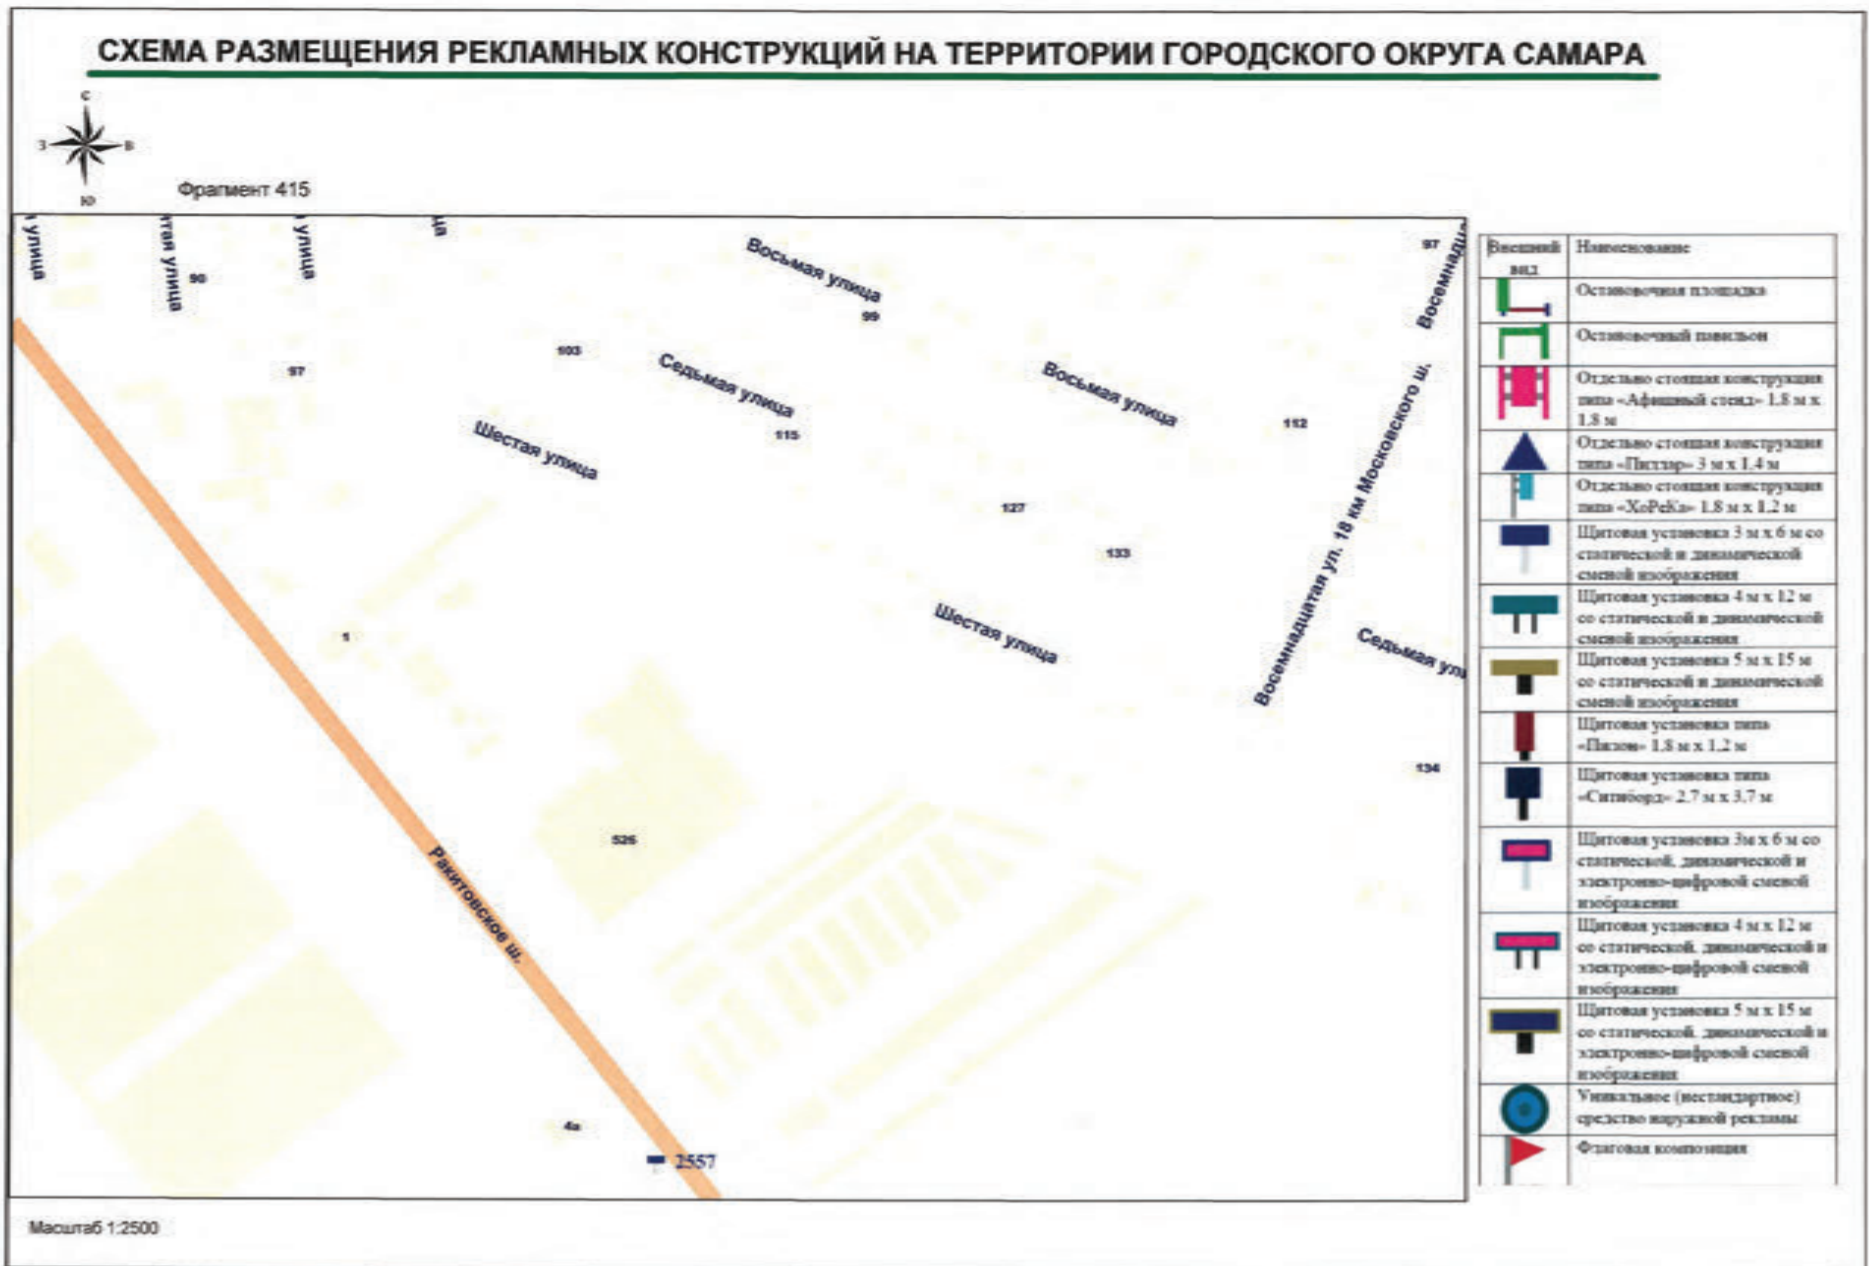 СХЕМА РАЗМЕЩЕНИЯ РЕКЛАМНЫХ КОНСТРУКЦИЙ НА ТЕРРИТОРИИ ГОРОДСКОГО ОКРУГА САМАРА
С
З
В
Ю
Фрагмент 415
улица
тая улица
улица
ца
90
97
103
Восьмая улица
99
Седьмая улица
115
Шестая улица
Восьмая улица
112
97
Восемнадца
127
133
Восемнадцатая ул. 18 км Московского ш.
Шестая улица
Седьмая ули
134
1
526
Ракитовское ш.
4а
2557
Масштаб 1:2500
Внешний вид
Наименование
Остановочная площадка
Остановочный павильон
Отдельно стоящая конструкция
типа «Афишный стенд» 1.8 м х
1.8 м
Отдельно стоящая конструкция
типа «Пиллар» 3 м х 1.4 м
Отдельно стоящая конструкция
типа «ХоРеКа» 1.8 м х 1.2 м
Щитовая установка 3 м х 6 м со
статической и динамической
сменой изображения
Щитовая установка 4 м х 12 м
со статической и динамической
сменой изображения
Щитовая установка 5 м х 15 м
со статической и динамической
сменой изображения
Щитовая установка типа
«Пилон» 1.8 м х 1.2 м
Щитовая установка типа
«Ситиборд» 2.7 м х 3.7 м
Щитовая установка 3м х 6 м со
статической, динамической и
электронно-цифровой сменой
изображения
Щитовая установка 4 м х 12 м
со статической, динамической и
электронно-цифровой сменой
изображения
Щитовая установка 5 м х 15 м
со статической, динамической и
электронно-цифровой сменой
изображения
Уникальное (нестандартное)
средство наружной рекламы
Флаговая композиция